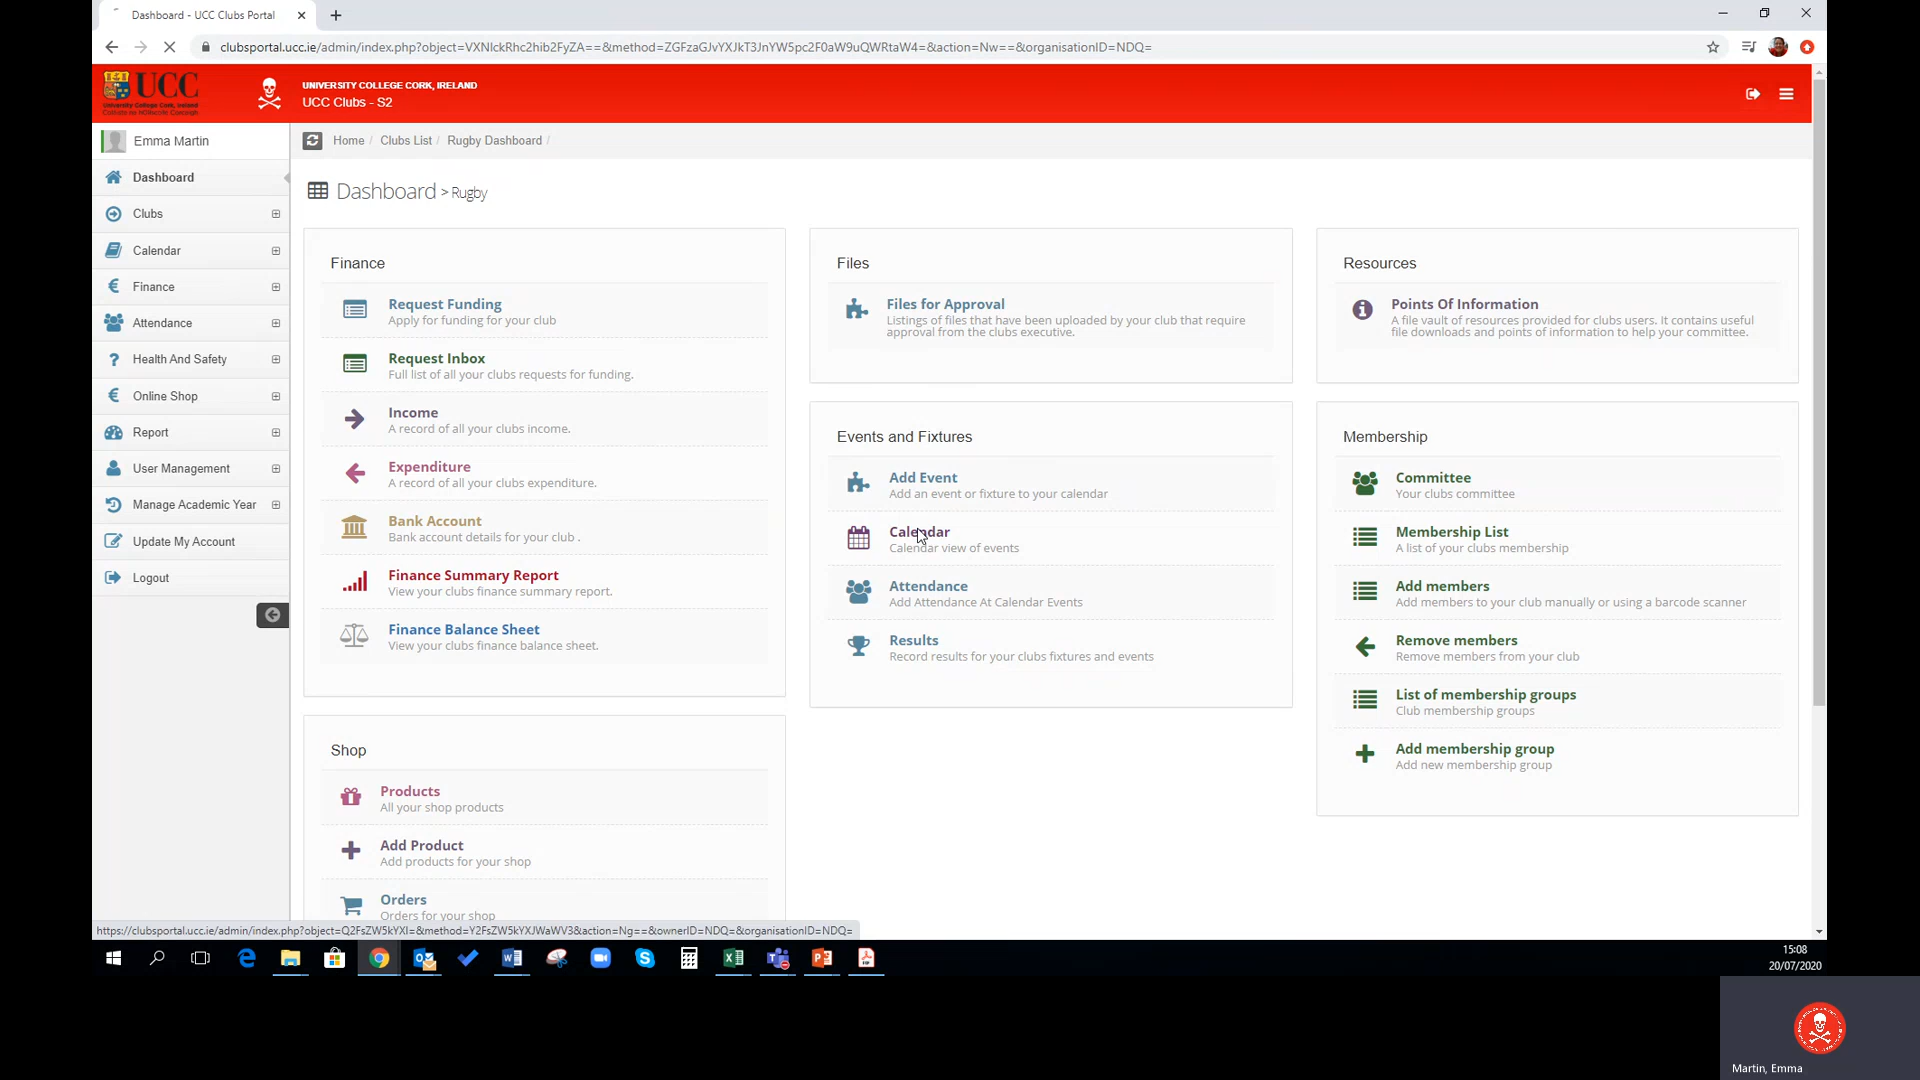 Dashboard - UCC Clubs Portal
clubsportal.ucc.ie/admin/index.php?object=VXNlckRhc2hib2FyZA==&method=ZGFzaGJvYXJkT3JnYW5pc2F0aW9uQWRtaW4=&action=Nw==&organisationID=NDQ=
UCC
University College Cork, Ireland
Coláiste na hOllscoile Corcaigh
UNIVERSITY COLLEGE CORK, IRELAND
UCC Clubs - S2
Emma Martin
Home / Clubs List / Rugby Dashboard /
Dashboard
Clubs
Calendar
Finance
Attendance
Health And Safety
Online Shop
Report
User Management
Manage Academic Year
Update My Account
Logout
Dashboard > Rugby
Finance
Request Funding
Apply for funding for your club
Request Inbox
Full list of all your clubs requests for funding.
Income
A record of all your clubs income.
Expenditure
A record of all your clubs expenditure.
Bank Account
Bank account details for your club .
Finance Summary Report
View your clubs finance summary report.
Finance Balance Sheet
View your clubs finance balance sheet.
Shop
Products
All your shop products
Add Product
Add products for your shop
Orders
Orders for your shop
Files
Files for Approval
Listings of files that have been uploaded by your club that require
approval from the clubs executive.
Events and Fixtures
Add Event
Add an event or fixture to your calendar
Calendar
Calendar view of events
Attendance
Add Attendance At Calendar Events
Results
Record results for your clubs fixtures and events
Resources
Points Of Information
A file vault of resources provided for clubs users. It contains useful
file downloads and points of information to help your committee.
Membership
Committee
Your clubs committee
Membership List
A list of your clubs membership
Add members
Add members to your club manually or using a barcode scanner
Remove members
Remove members from your club
List of membership groups
Club membership groups
Add membership group
Add new membership group
https://clubsportal.ucc.ie/admin/index.php?object=Q2FsZW5kYXI=&method=Y2FsZW5kYXJWaWV3&action=Ng==&ownerID=NDQ=&organisationID=NDQ=
15:08
20/07/2020
Martin, Emma